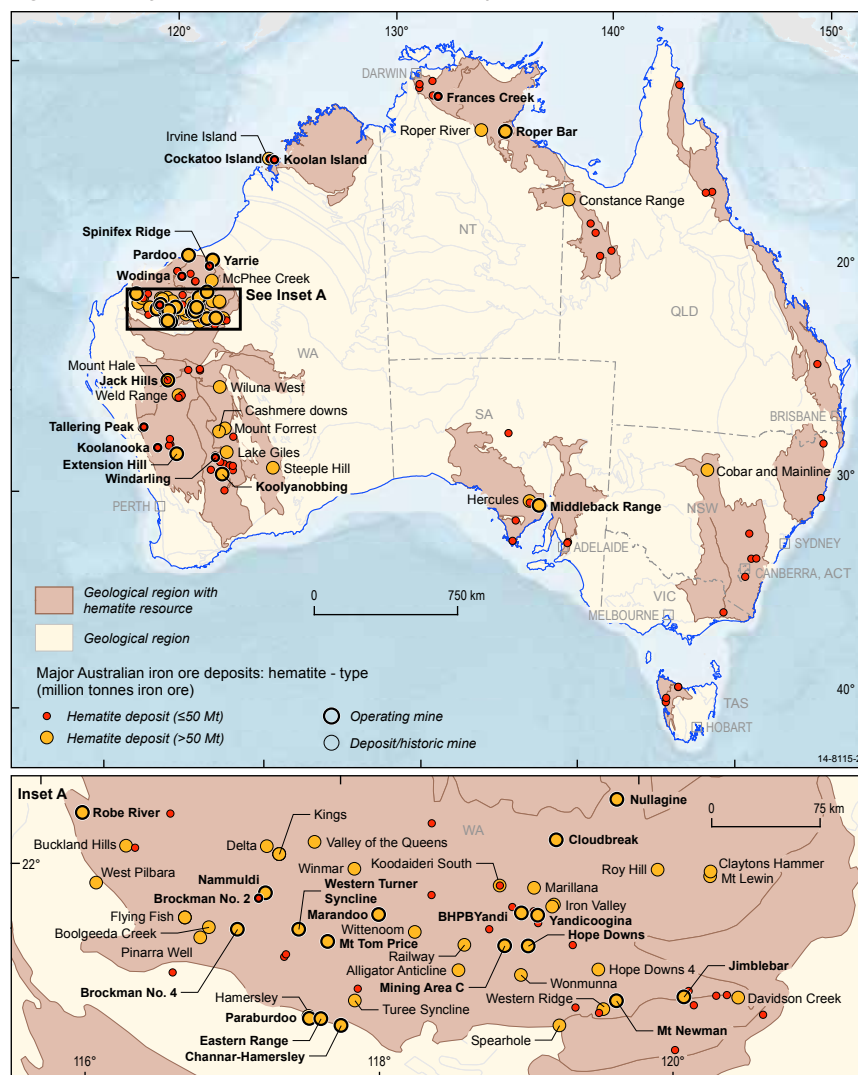 120°
130°
140°
150°
DARWIN
Frances Creek
Irvine Island
Roper River
Roper Bar
Cockatoo Island
Koolan Island
Constance Range
Spinifex Ridge
NT
Pardoo
Yarrie
Wodinga
McPhee Creek
20°
See Inset A
QLD
WA
Mount Hale
Jack Hills
Wiluna West
Weld Range
Cashmere downs
SA
BRISBANE
Tallering Peak
Mount Forrest
Koolanooka
Lake Giles
Extension Hill
Steeple Hill
Cobar and Mainline
30°
Windarling
Koolyanobbing
Hercules
Middleback Range
NSW
PERTH
ADELAIDE
SYDNEY
CANBERRA, ACT
Geological region with
hematite resource
0
750 km
VIC
MELBOURNE
Geological region
Major Australian iron ore deposits: hematite - type
(million tonnes iron ore)
40°
TAS
Hematite deposit (≤50 Mt)
Operating mine
HOBART
Hematite deposit (>50 Mt)
Deposit/historic mine
14-8115-2
Inset A
Nullagine
0
75 km
Robe River
Kings
WA
Buckland Hills
Delta
Valley of the Queens
Cloudbreak
22°
Koodaideri South
Claytons Hammer
Winmar
Roy Hill
West Pilbara
Nammuldi
Western Turner
Syncline
Marillana
Mt Lewin
Brockman No. 2
Iron Valley
Flying Fish
Marandoo
BHPBYandi
Yandicoogina
Boolgeeda Creek
Wittenoom
Pinarra Well
Mt Tom Price
Railway
Hope Downs
Alligator Anticline
Hope Downs 4
Brockman No. 4
Mining Area C
Wonmunna
Jimblebar
Hamersley
Turee Syncline
Western Ridge
Davidson Creek
Paraburdoo
Eastern Range
Spearhole
Mt Newman
Channar-Hamersley
116°
118°
120°